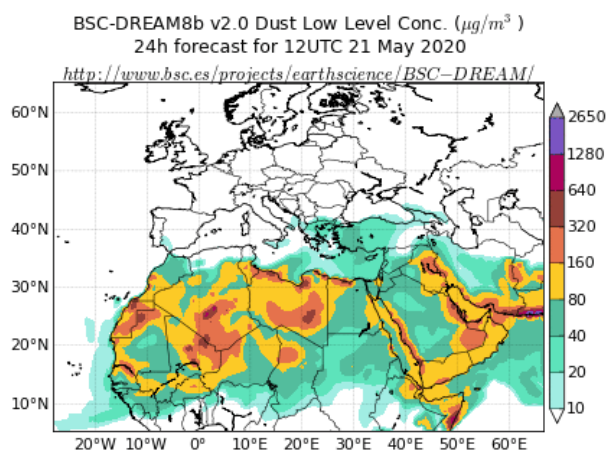 BSC-DREAM8b v2.0 Dust Low Level Conc. (μg/m³ )
24h forecast for 12UTC 21 May 2020
http://www.bsc.es/projects/earthscience/BSC−DREAM/
60°N
50°N
40°N
30°N
20°N
10°N
20°W
10°W
0°
10°E
20°E
30°E
40°E
50°E
60°E
2650
1280
640
320
160
80
40
20
10